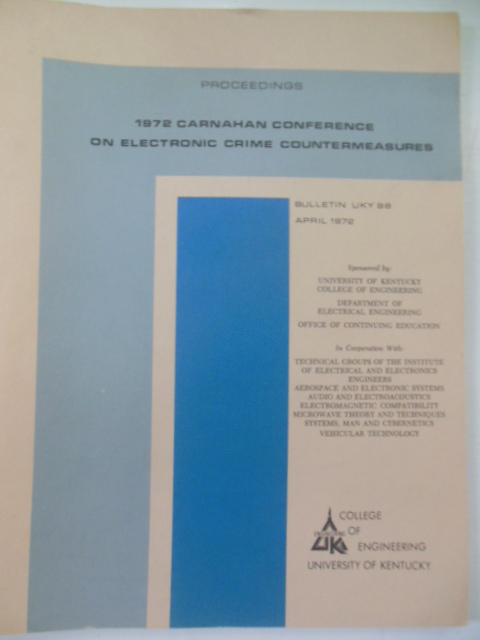 PROCEEDINGS
1972 CARNAHAN CONFERENCE
ON ELECTRONIC CRIME COUNTERMEASURES
BULLETIN UKY 98
APRIL 1972
Sponsored by
UNIVERSITY OF KENTUCKY
COLLEGE OF ENGINEERING
DEPARTMENT OF
ELECTRICAL ENGINEERING
OFFICE OF CONTINUING EDUCATION
In Cooperation With:
TECHNICAL GROUPS OF THE INSTITUTE
OF ELECTRICAL AND ELECTRONICS
ENGINEERS
AEROSPACE AND ELECTRONIC SYSTEMS
AUDIO AND ELECTROACOUSTICS
ELECTROMAGNETIC COMPATIBILITY
MICROWAVE THEORY AND TECHNIQUES
SYSTEMS, MAN AND CYBERNETICS
VEHICULAR TECHNOLOGY
COLLEGE
OF
ENGINEERING
UK
UNIVERSITY OF KENTUCKY